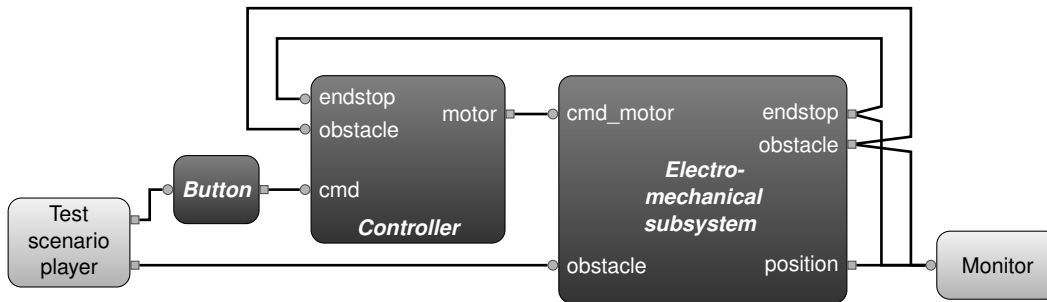 endstop
obstacle
motor
cmd
Controller
cmd_motor
endstop
obstacle
Electro-
mechanical
subsystem
obstacle
position
Button
Test
scenario
player
Monitor